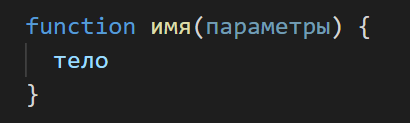 function имя(параметры) {
  тело
}